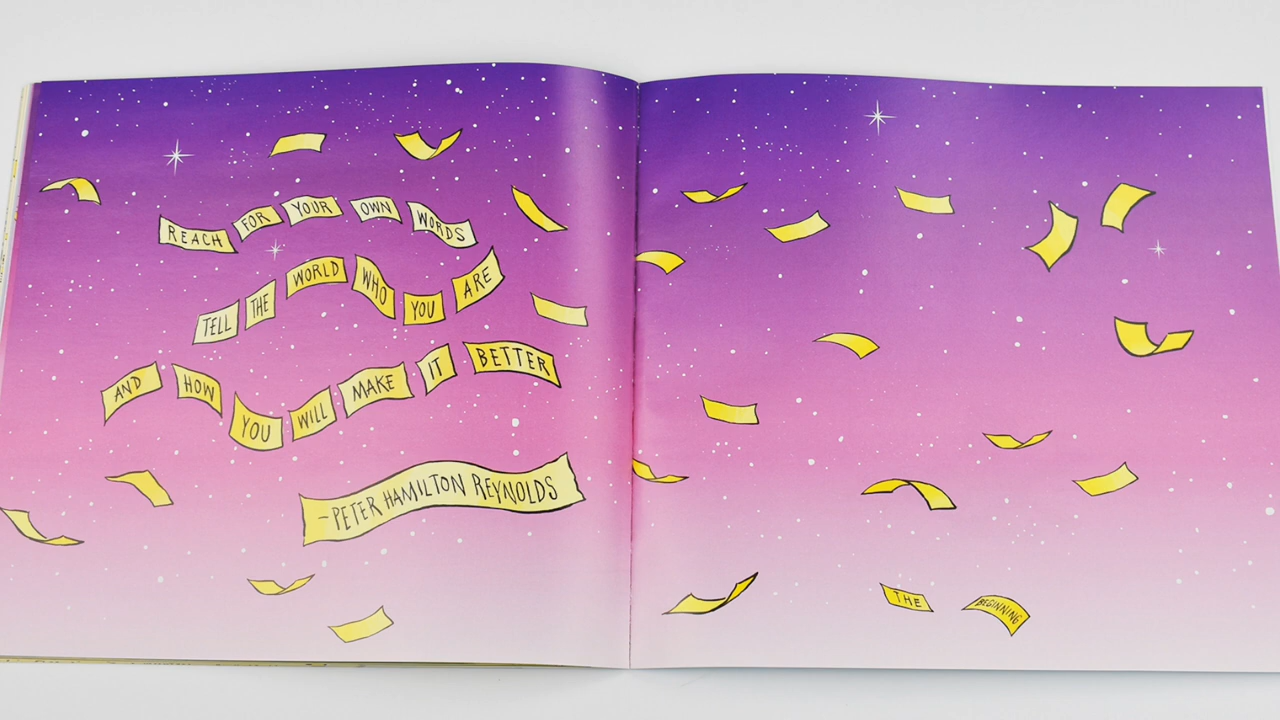 REACH FOR YOUR OWN WORDS
TELL THE WORLD WHO YOU ARE
AND HOW YOU WILL MAKE IT BETTER
–PETER HAMILTON REYNOLDS
THE BEGINNING